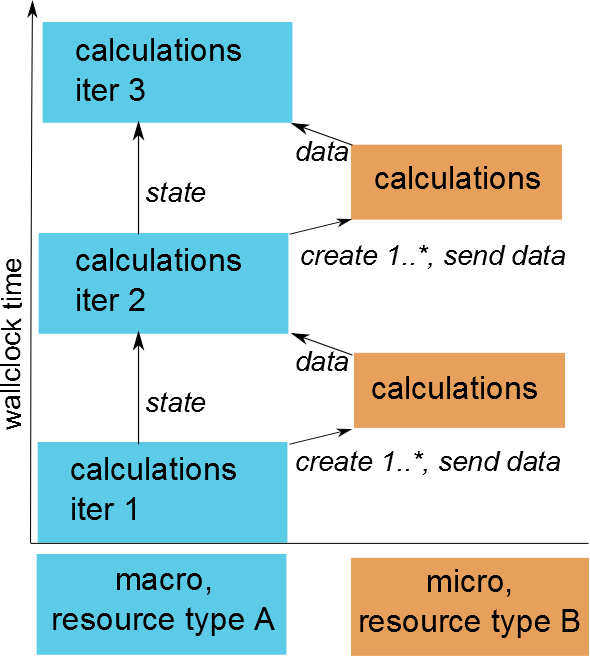 calculations
iter 3
data
calculations
state
create 1..*, send data
calculations
iter 2
wallclock time
data
calculations
state
create 1..*, send data
calculations
iter 1
macro,
resource type A
micro,
resource type B